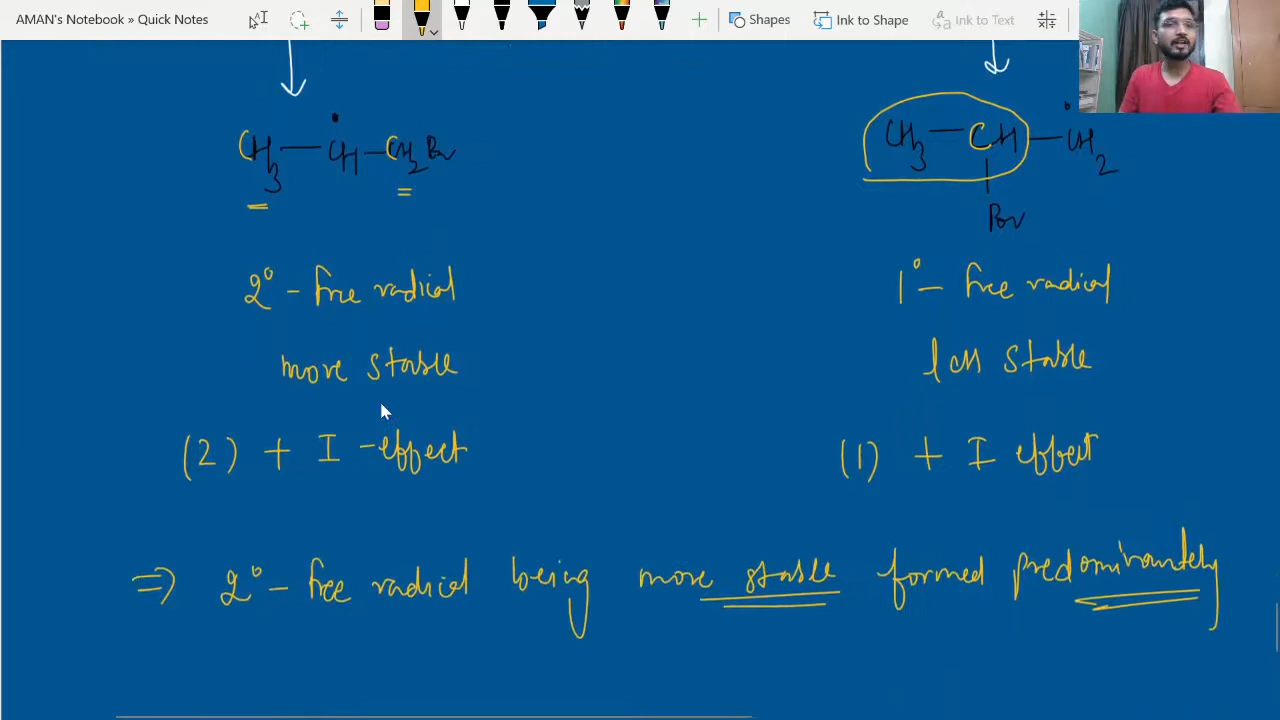 AMAN's Notebook » Quick Notes
Shapes
Ink to Shape
Ink to Text
CH3 — ĊH — CH2Br
CH3 — CH — ĊH2
Br
2° - free radical
1° - free radical
more stable
less stable
(2) + I -effect
(1) + I effect
⇒ 2° - free radical being more stable formed predominantely